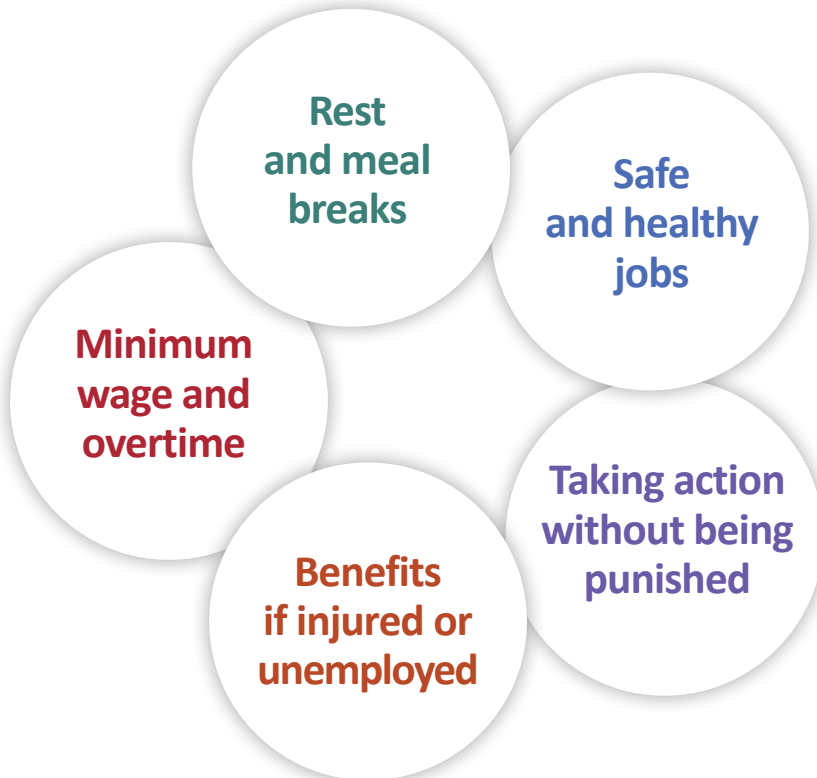 Rest
and meal
breaks
Safe
and healthy
jobs
Minimum
wage and
overtime
Taking action
without being
punished
Benefits
if injured or
unemployed